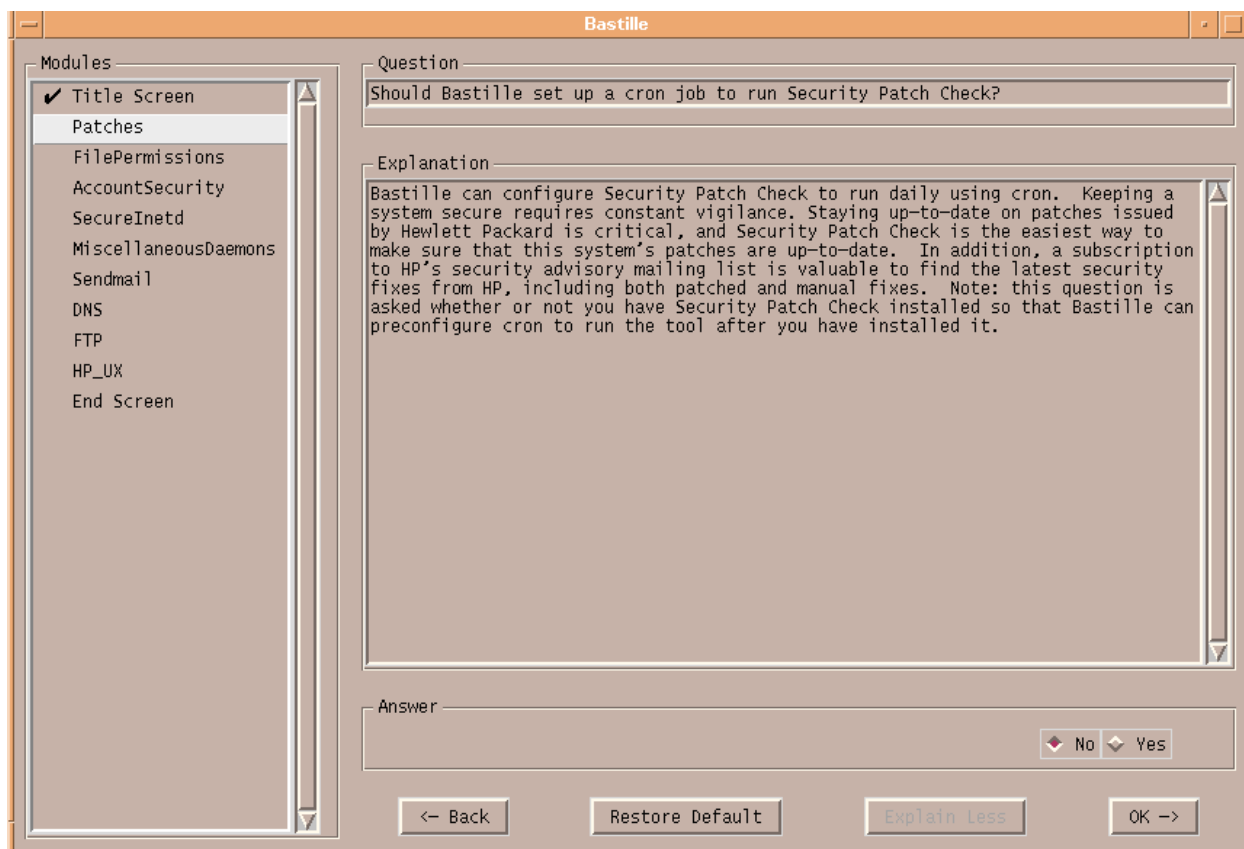 Bastille
Modules
✔ Title Screen
Patches
FilePermissions
AccountSecurity
SecureInetd
MiscellaneousDaemons
Sendmail
DNS
FTP
HP_UX
End Screen
Question
Should Bastille set up a cron job to run Security Patch Check?
Explanation
Bastille can configure Security Patch Check to run daily using cron.  Keeping a
system secure requires constant vigilance. Staying up-to-date on patches issued
by Hewlett Packard is critical, and Security Patch Check is the easiest way to
make sure that this system's patches are up-to-date.  In addition, a subscription
to HP's security advisory mailing list is valuable to find the latest security
fixes from HP, including both patched and manual fixes.  Note: this question is
asked whether or not you have Security Patch Check installed so that Bastille can
preconfigure cron to run the tool after you have installed it.
Answer
No Yes
<- Back Restore Default Explain Less OK ->